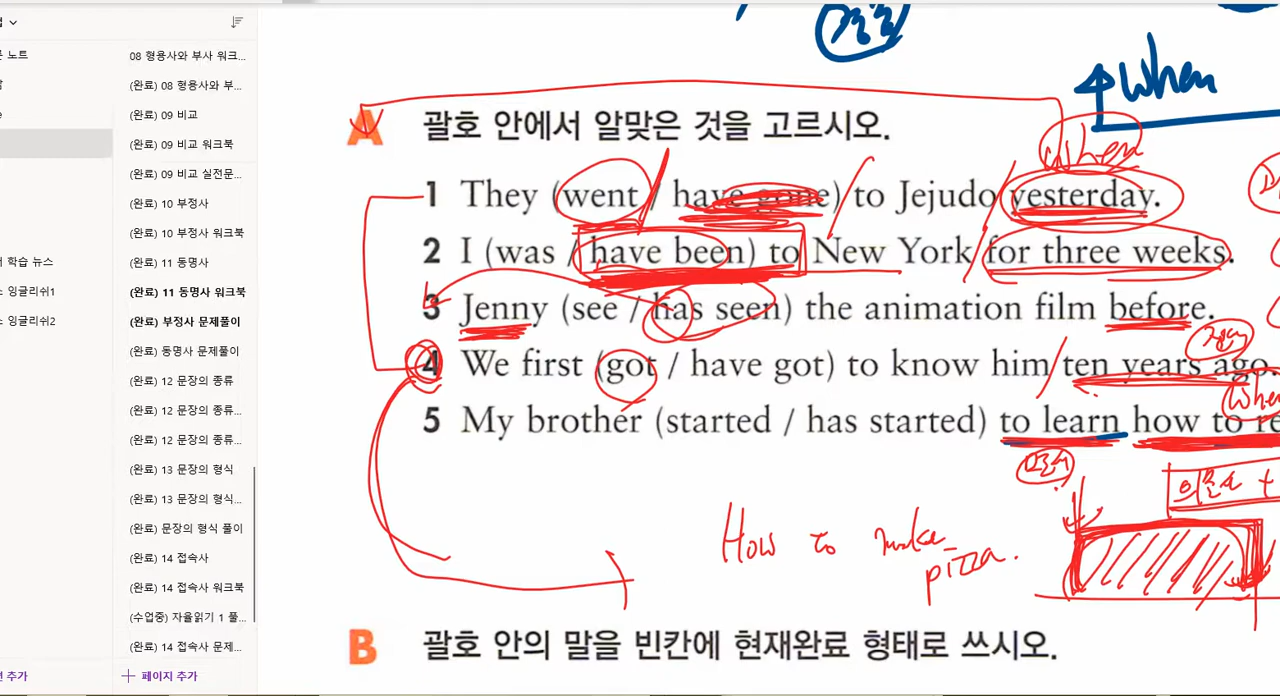 른 노트
08 형용사와 부사 워크...
(완료) 08 형용사와 부...
(완료) 09 비교
(완료) 09 비교 워크북
(완료) 09 비교 실전문...
(완료) 10 부정사
(완료) 10 부정사 워크북
(완료) 11 동명사
학습 뉴스
잉글리쉬1
(완료) 11 동명사 워크북
잉글리쉬2
(완료) 부정사 문제풀이
(완료) 동명사 문제풀이
(완료) 12 문장의 종류
(완료) 12 문장의 종류...
(완료) 12 문장의 종류...
(완료) 13 문장의 형식
(완료) 13 문장의 형식...
(완료) 문장의 형식 풀이
(완료) 14 접속사
(완료) 14 접속사 워크북
(수업중) 자율읽기 1 풀...
(완료) 14 접속사 문제...
추가
페이지 추가
When
A 괄호 안에서 알맞은 것을 고르시오.
When
1 They (went / have gone) to Jejudo yesterday.
2 I (was / have been) to New York for three weeks.
3 Jenny (see / has seen) the animation film before.
4 We first (got / have got) to know him ten years ago.
When
5 My brother (started / has started) to learn how to re
의문사 +
How to make pizza.
B 괄호 안의 말을 빈칸에 현재완료 형태로 쓰시오.